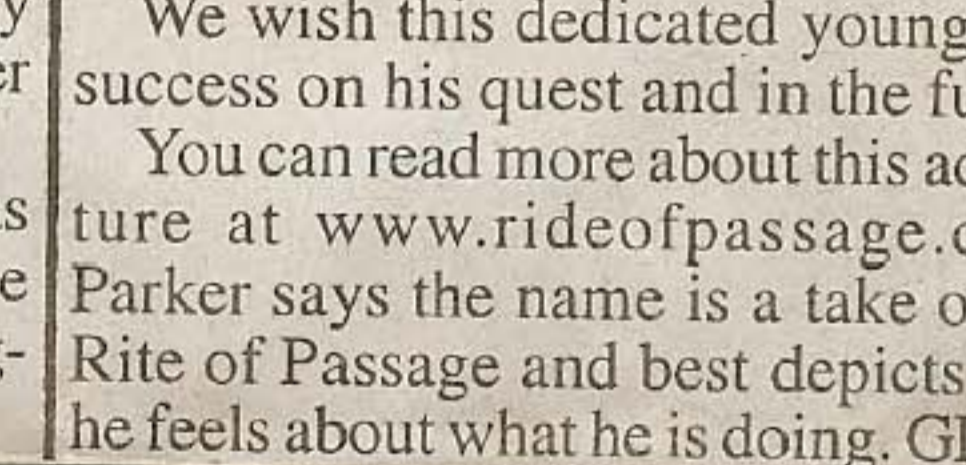 We wish this dedicated young
success on his quest and in the
You can read more about this
ture at www.rideofpassage.
Parker says the name is a take
Rite of Passage and best depicts
he feels about what he is doing.